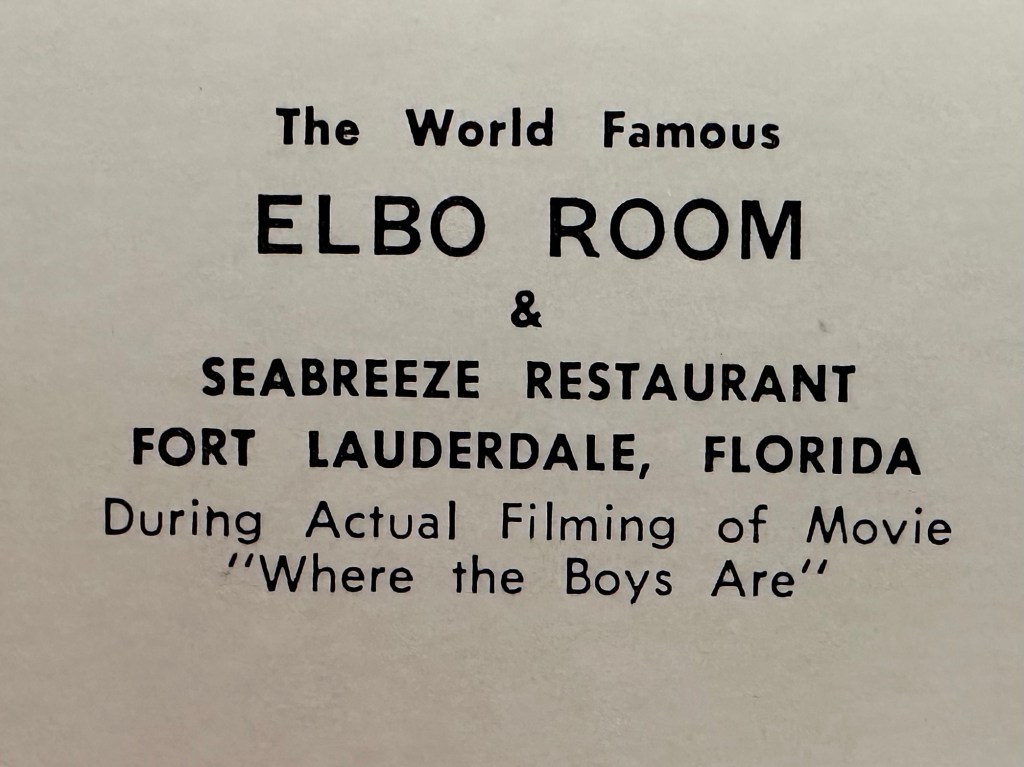 The World Famous
ELBO ROOM
&
SEABREEZE RESTAURANT
FORT LAUDERDALE, FLORIDA
During Actual Filming of Movie
"Where the Boys Are"